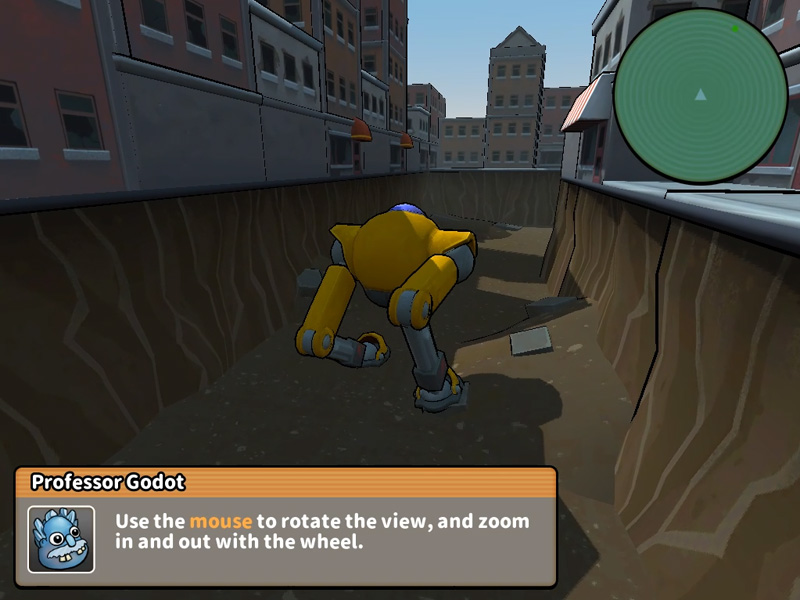 Professor Godot
Use the mouse to rotate the view, and zoom
in and out with the wheel.